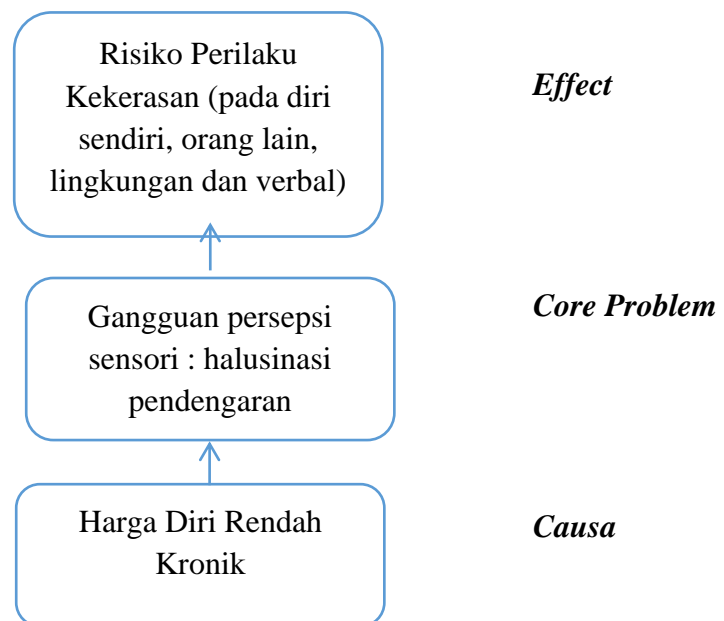 Risiko Perilaku
Kekerasan (pada diri
sendiri, orang lain,
lingkungan dan verbal)
Effect
Gangguan persepsi
sensori : halusinasi
pendengaran
Core Problem
Harga Diri Rendah
Kronik
Causa